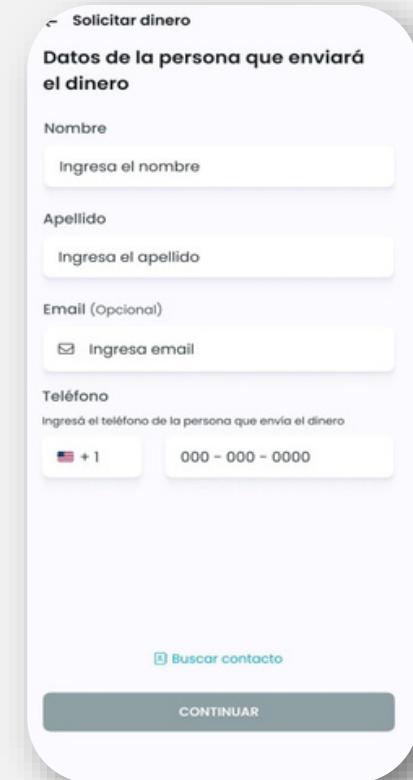 Solicitar dinero
Datos de la persona que enviará
el dinero
Nombre
Ingresa el nombre
Apellido
Ingresa el apellido
Email (Opcional)
Ingresa email
Teléfono
Ingresá el teléfono de la persona que envía el dinero
+ 1 000 - 000 - 0000
Buscar contacto
CONTINUAR